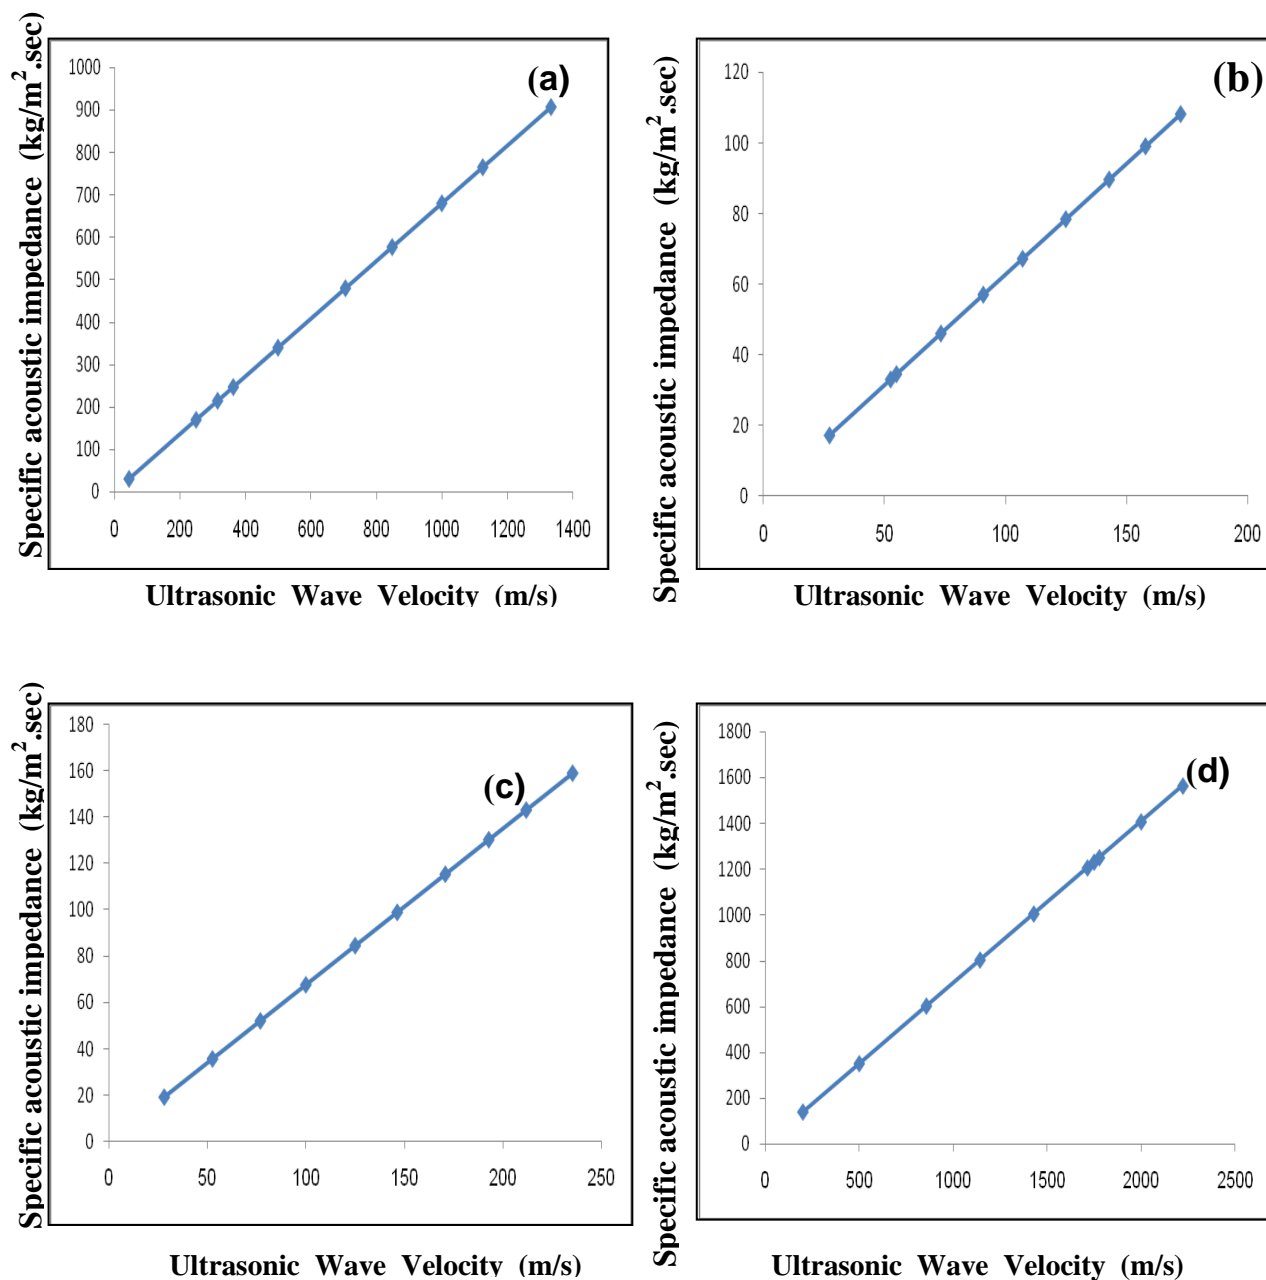 Specific acoustic impedance (kg/m².sec)
(a)
1000
900
800
700
600
500
400
300
200
100
0
0 200 400 600 800 1000 1200 1400
Ultrasonic Wave Velocity (m/s)
Specific acoustic impedance (kg/m².sec)
(b)
120
100
80
60
40
20
0
0 50 100 150 200
Ultrasonic Wave Velocity (m/s)
Specific acoustic impedance (kg/m².sec)
(c)
180
160
140
120
100
80
60
40
20
0
0 50 100 150 200 250
Ultrasonic Wave Velocity (m/s)
Specific acoustic impedance (kg/m².sec)
(d)
1800
1600
1400
1200
1000
800
600
400
200
0
0 500 1000 1500 2000 2500
Ultrasonic Wave Velocity (m/s)